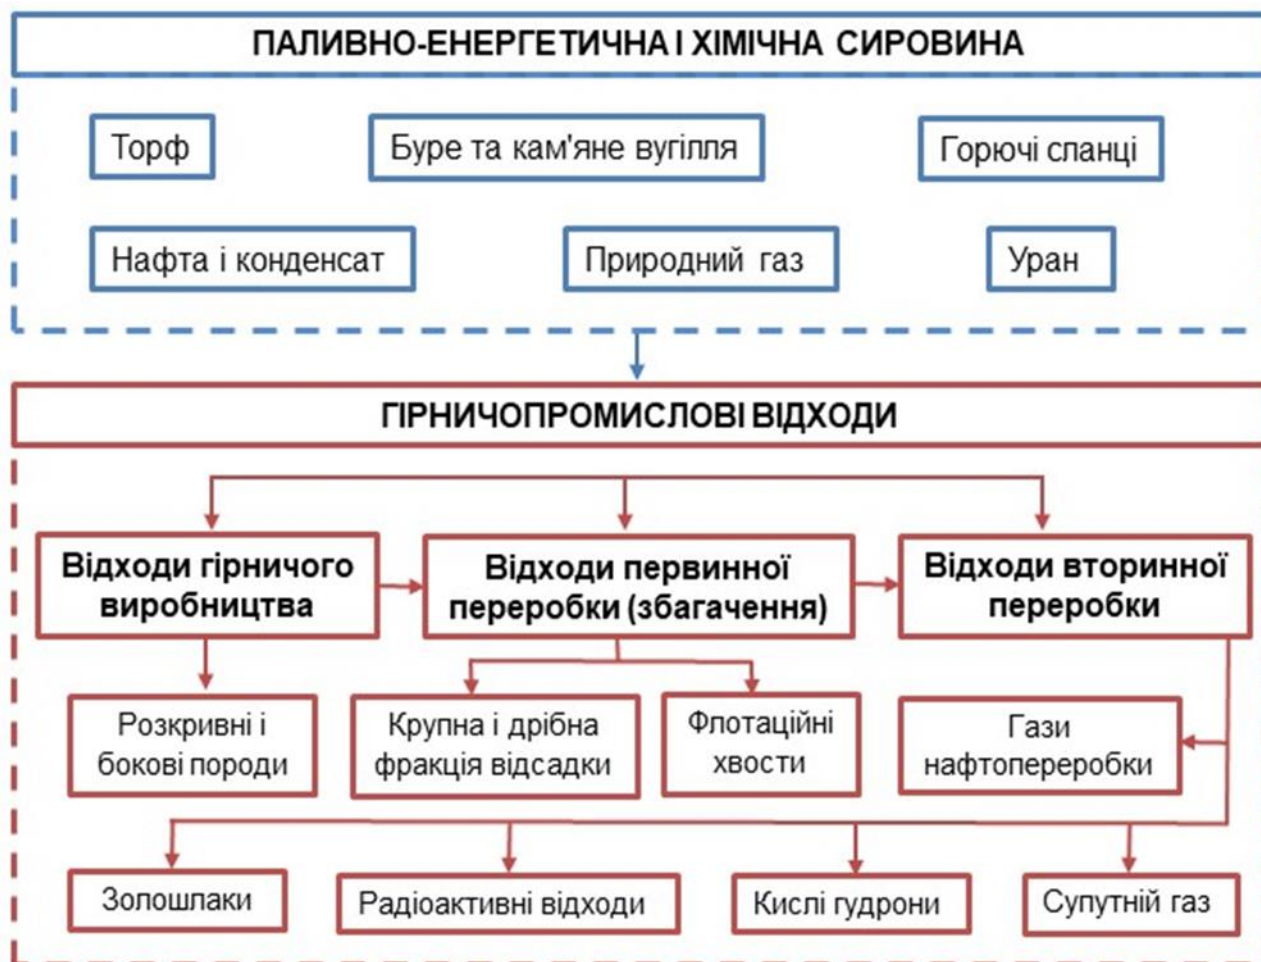 ПАЛИВНО-ЕНЕРГЕТИЧНА І ХІМІЧНА СИРОВИНА
Торф
Буре та кам'яне вугілля
Горючі сланці
Нафта і конденсат
Природний газ
Уран
ГІРНИЧОПРОМИСЛОВІ ВІДХОДИ
Відходи гірничого
виробництва
Відходи первинної
переробки (збагачення)
Відходи вторинної
переробки
Розкривні і
бокові породи
Крупна і дрібна
фракція відсадки
Флотаційні
хвости
Гази
нафтопереробки
Золошлаки
Радіоактивні відходи
Кислі гудрони
Супутній газ